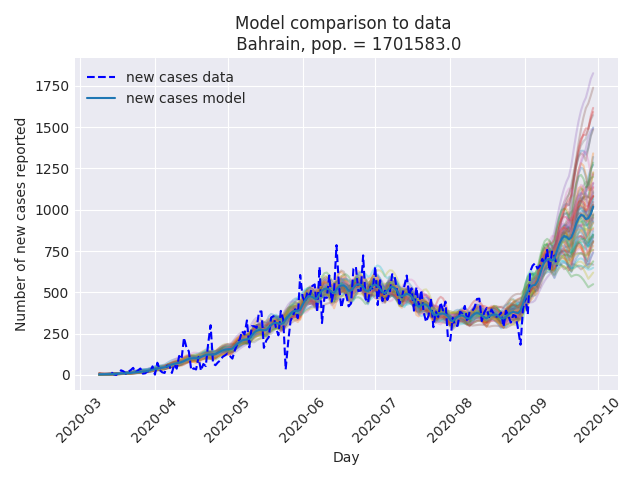 Model comparison to data
Bahrain, pop. = 1701583.0
new cases data
new cases model
Number of new cases reported
1750
1500
1250
1000
750
500
250
0
2020-03
2020-04
2020-05
2020-06
2020-07
2020-08
2020-09
2020-10
Day